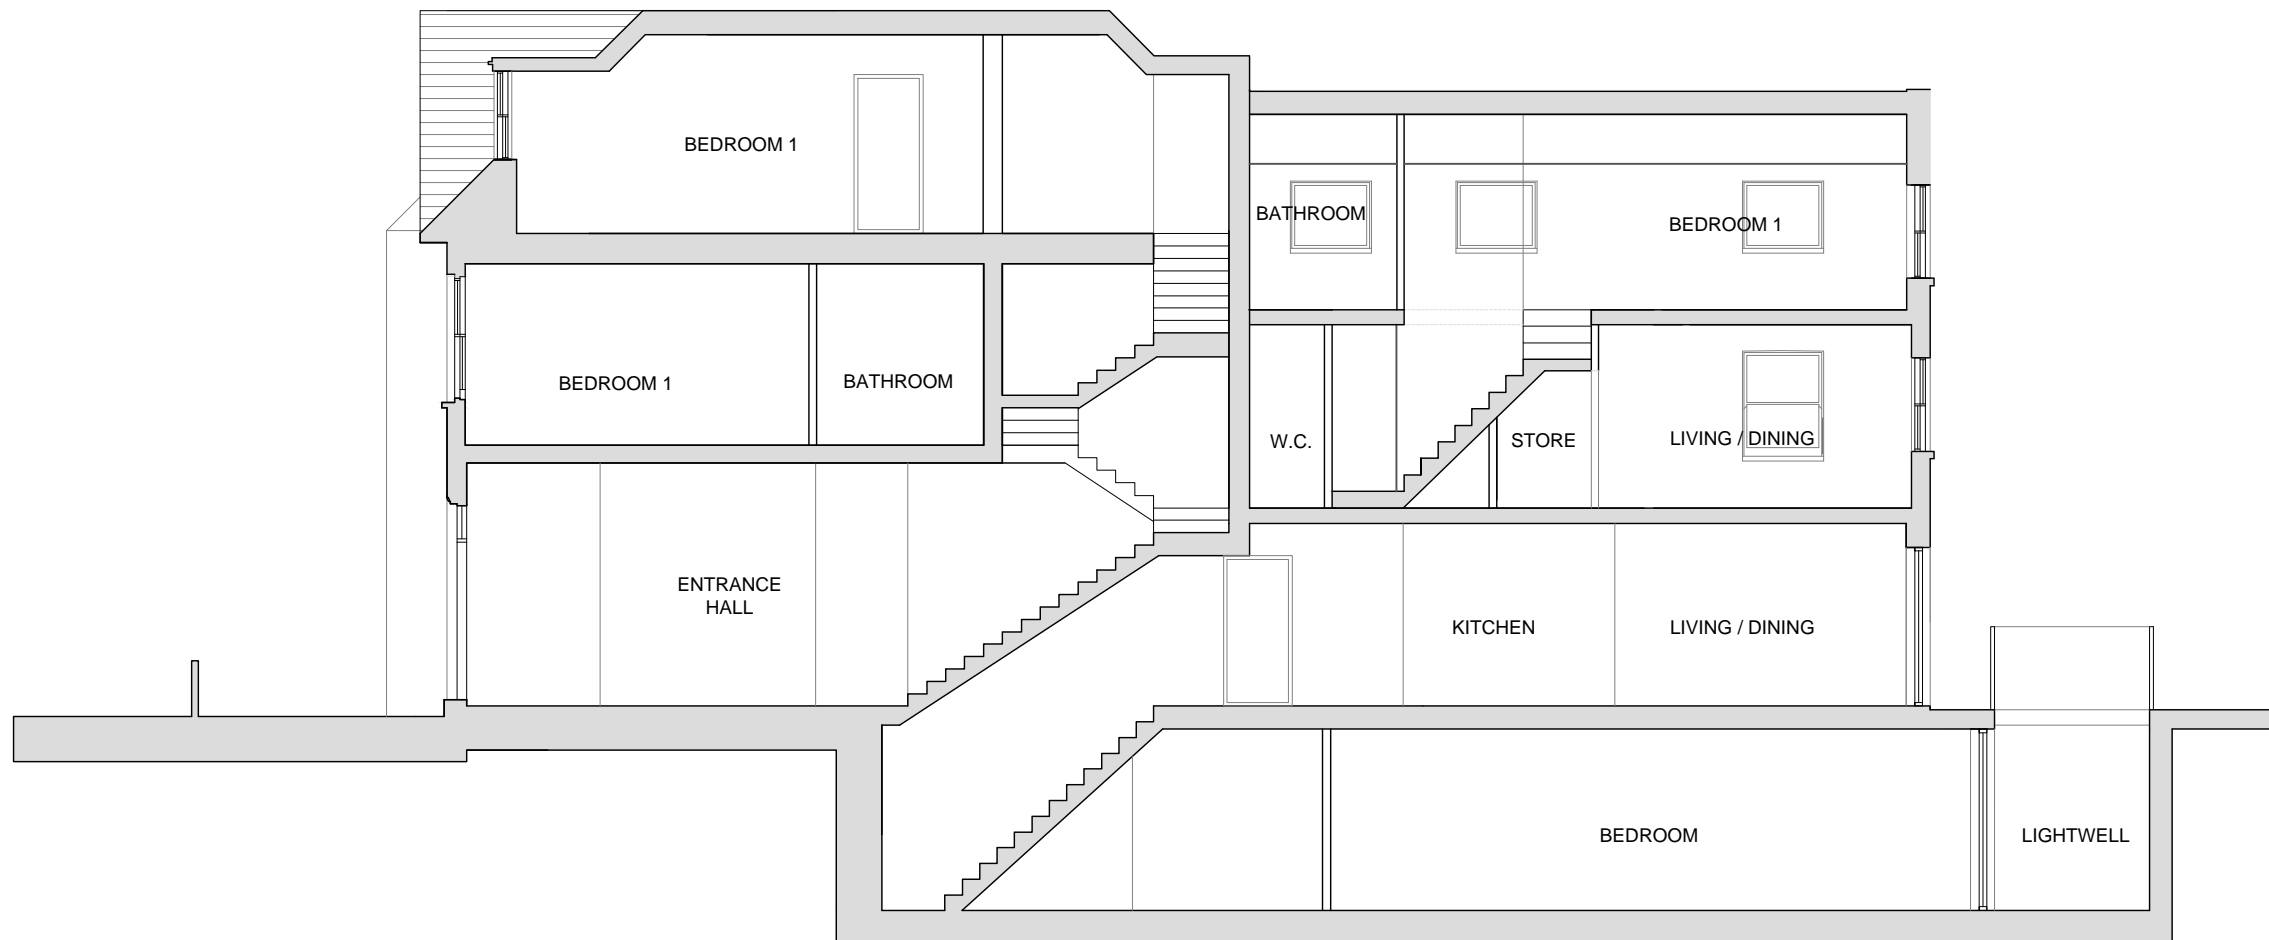 BEDROOM 1
BATHROOM
BEDROOM 1
BEDROOM 1
BATHROOM
W.C.
STORE
LIVING / DINING
ENTRANCE
HALL
KITCHEN
LIVING / DINING
BEDROOM
LIGHTWELL